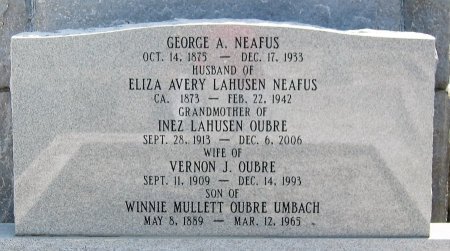 GEORGE A. NEAFUS
OCT. 14, 1875 — DEC. 17, 1933
HUSBAND OF
ELIZA AVERY LAHUSEN NEAFUS
CA. 1873 — FEB. 22, 1942
GRANDMOTHER OF
INEZ LAHUSEN OUBRE
SEPT. 28, 1913 — DEC. 6, 2006
WIFE OF
VERNON J. OUBRE
SEPT. 11, 1909 — DEC. 14, 1993
SON OF
WINNIE MULLETT OUBRE UMBACH
MAY 8, 1889 — MAR. 12, 1965